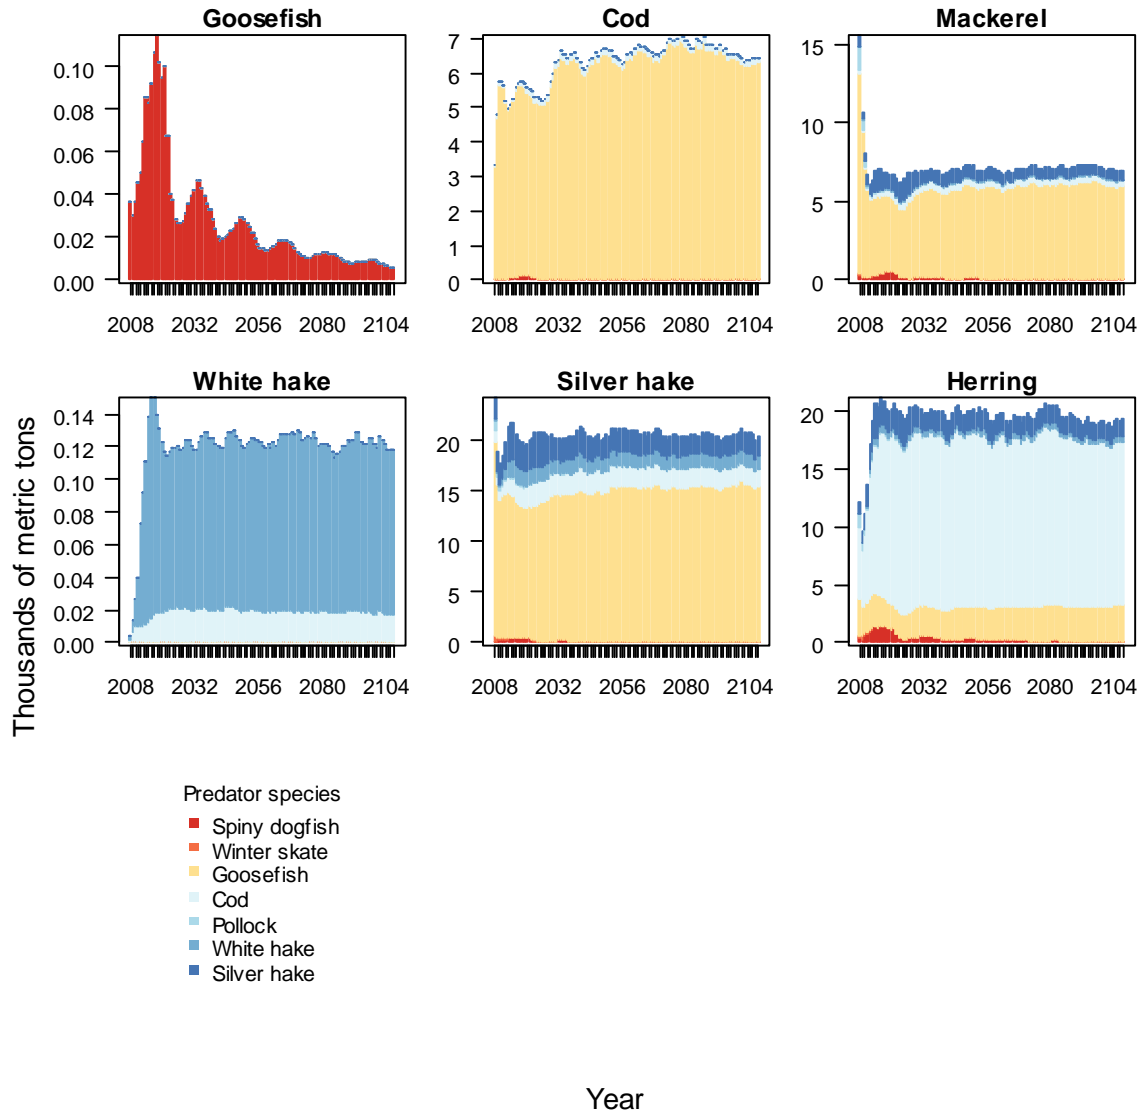 Goosefish Cod Mackerel
0.10 7 15
0.08 6
0.06 5 10
0.04 4
0.02 3 5
0.00 2 0
1
0
2008 2032 2056 2080 2104 2008 2032 2056 2080 2104 2008 2032 2056 2080 2104
White hake Silver hake Herring
0.14 20 20
0.12 15 15
0.10 10 10
0.08 5 5
0.06 0 0
0.04
0.02
0.00
2008 2032 2056 2080 2104 2008 2032 2056 2080 2104 2008 2032 2056 2080 2104
Thousands of metric tons
Predator species
Spiny dogfish
Winter skate
Goosefish
Cod
Pollock
White hake
Silver hake
Year